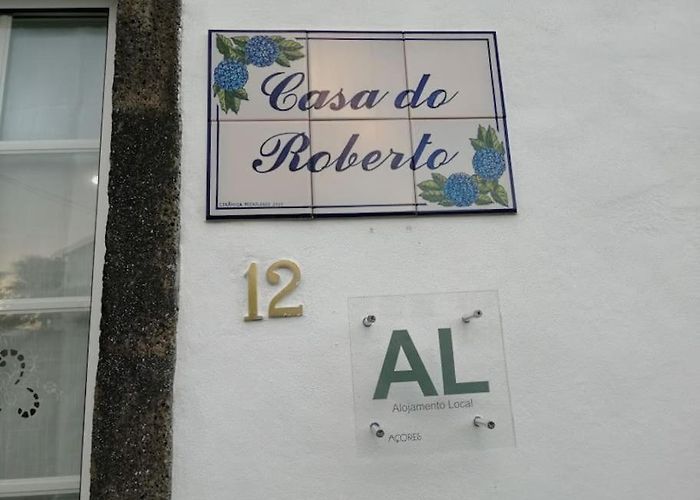 Casa do
Roberto
12
AL
Alojamento Local
AÇORES